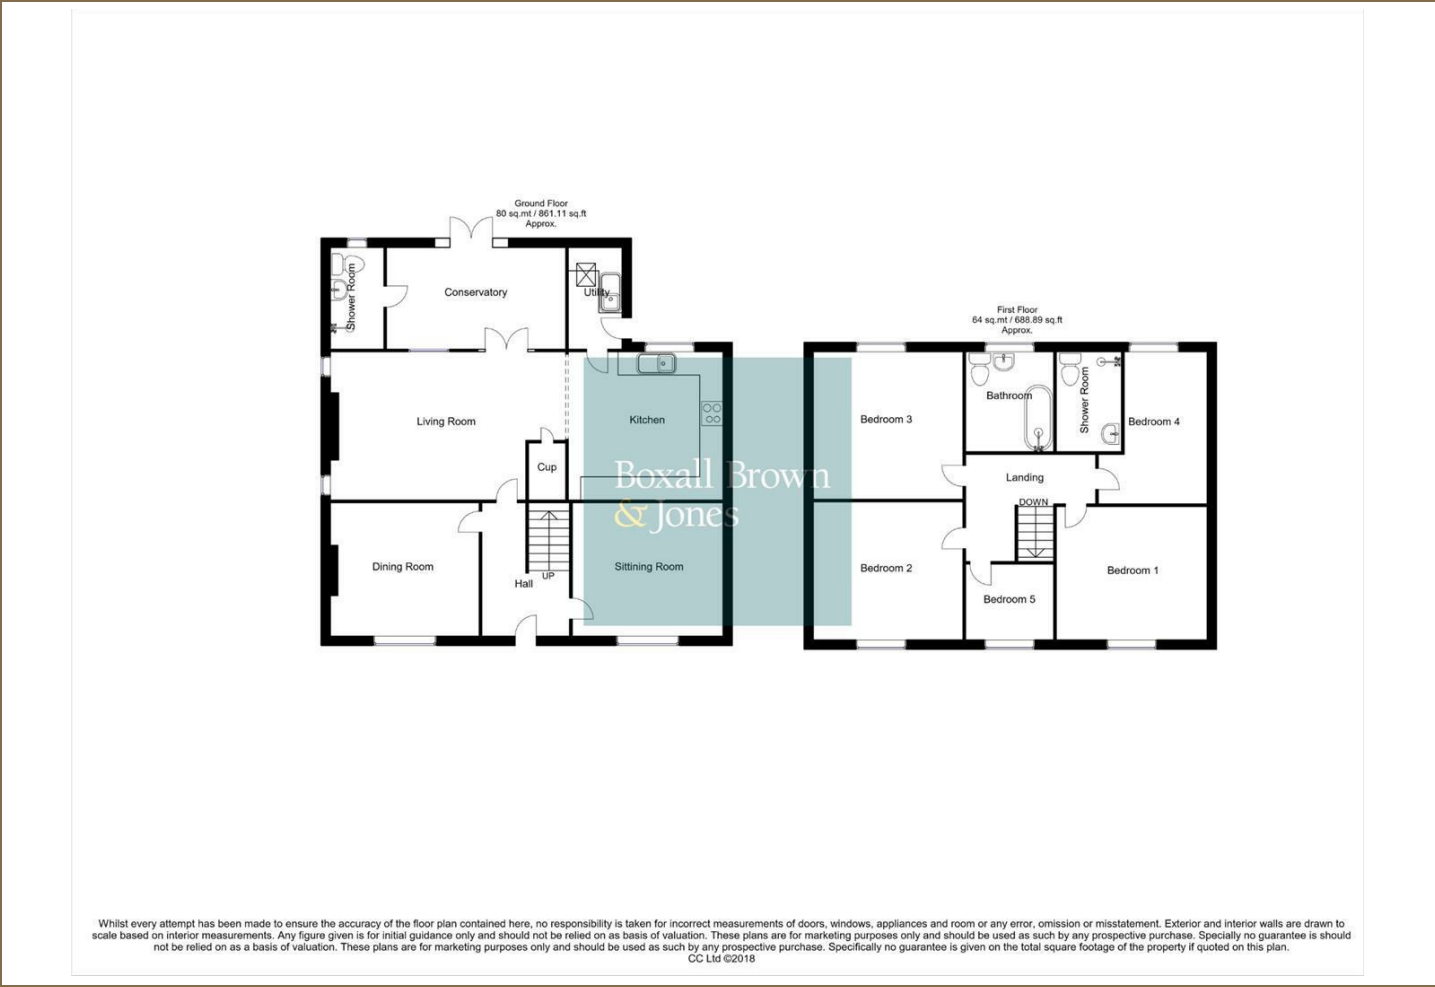 Ground Floor
80 sq.mt / 861.11 sq.ft
Approx.
Shower Room
Conservatory
Utility
Living Room
Kitchen
Cup
Dining Room
Hall
UP
Sittining Room
First Floor
64 sq.mt / 688.89 sq.ft
Approx.
Bedroom 3
Bathroom
Shower Room
Bedroom 4
Landing
DOWN
Bedroom 2
Bedroom 5
Bedroom 1
Boxall Brown
& Jones
Whilst every attempt has been made to ensure the accuracy of the floor plan contained here, no responsibility is taken for incorrect measurements of doors, windows, appliances and room or any error, omission or misstatement. Exterior and interior walls are drawn to
scale based on interior measurements. Any figure given is for initial guidance only and should not be relied on as basis of valuation. These plans are for marketing purposes only and should be used as such by any prospective purchase. Specially no guarantee is should
not be relied on as a basis of valuation. These plans are for marketing purposes only and should be used as such by any prospective purchase. Specifically no guarantee is given on the total square footage of the property if quoted on this plan.
CC Ltd ©2018